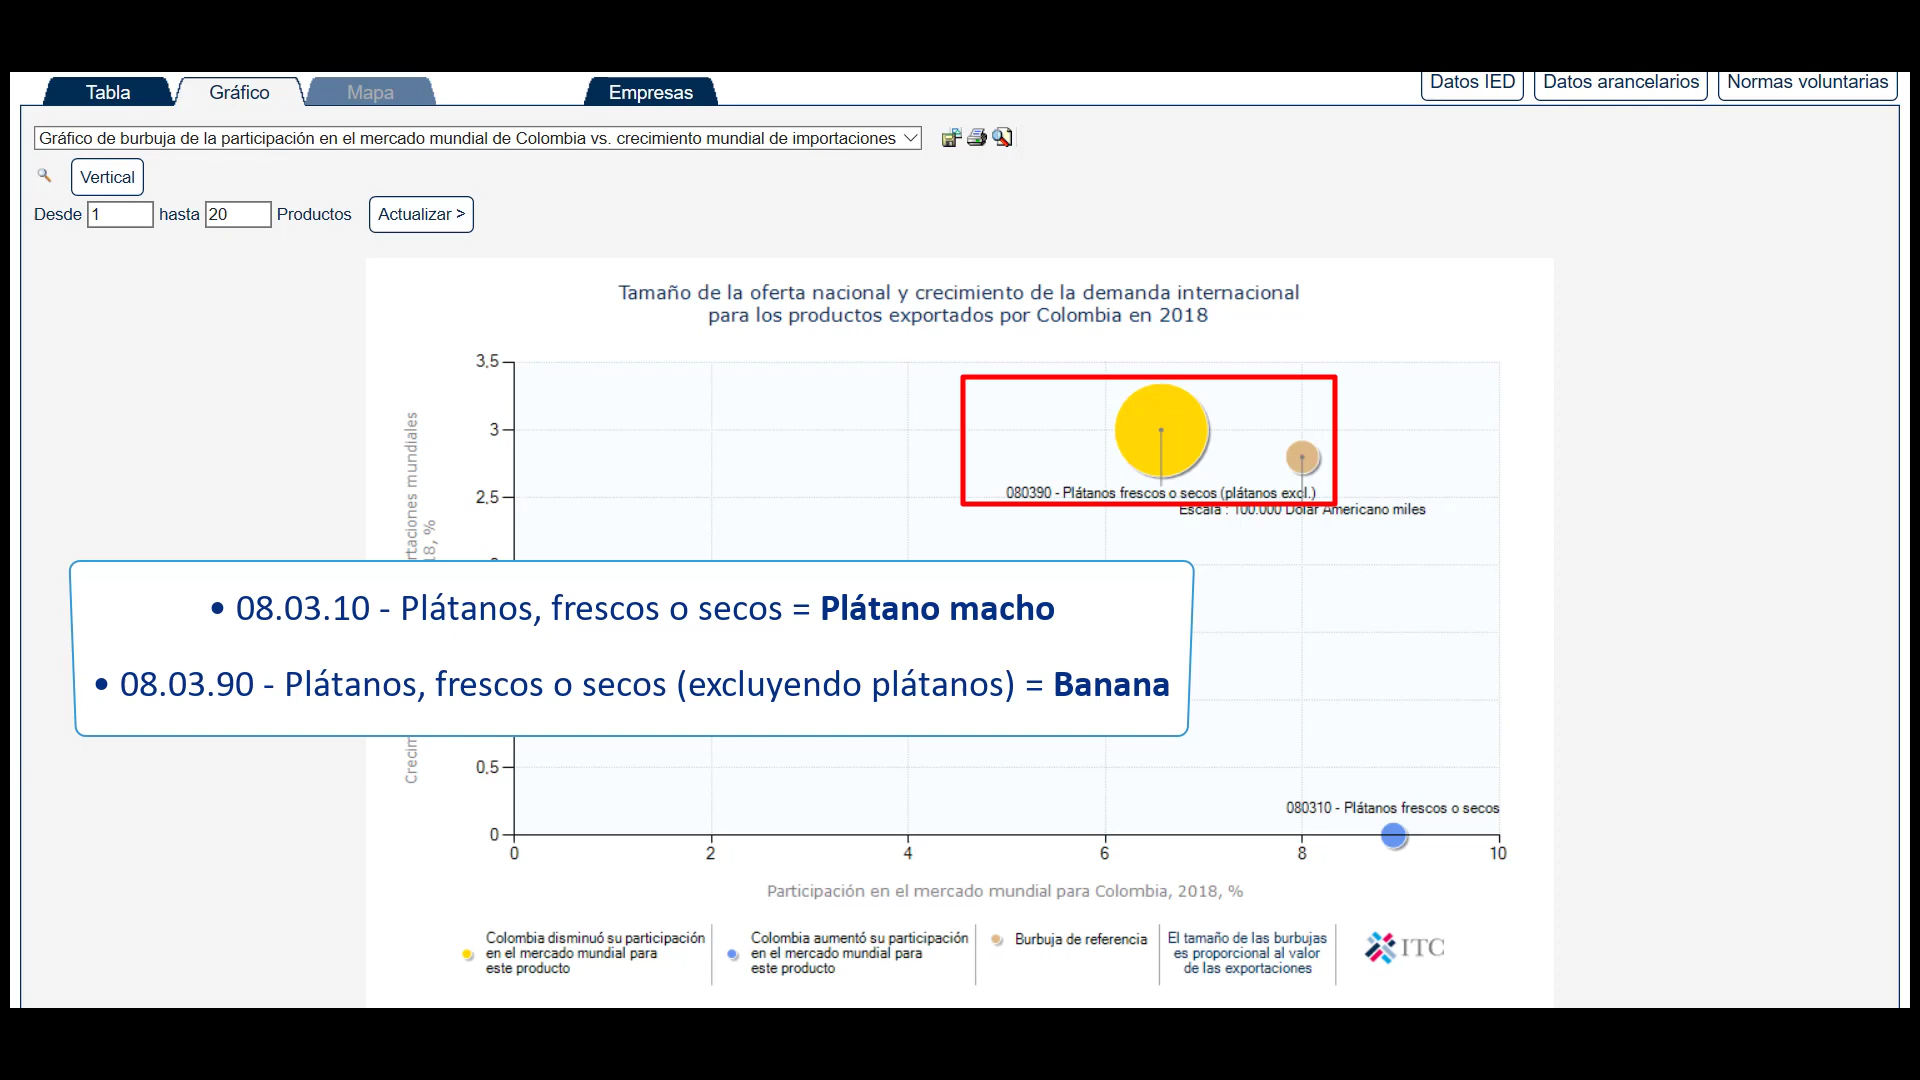 Datos IED
Datos arancelarios
Normas voluntarias
Tabla
Gráfico
Mapa
Empresas
Gráfico de burbuja de la participación en el mercado mundial de Colombia vs. crecimiento mundial de importaciones
Vertical
Desde 1 hasta 20 Productos Actualizar >
Tamaño de la oferta nacional y crecimiento de la demanda internacional
para los productos exportados por Colombia en 2018
3,5
3
2,5
080390 - Plátanos frescos o secos (plátanos excl.)
Escala : 100.000 Dólar Americano miles
• 08.03.10 - Plátanos, frescos o secos = Plátano macho
• 08.03.90 - Plátanos, frescos o secos (excluyendo plátanos) = Banana
0,5
080310 - Plátanos frescos o secos
0
0 2 4 6 8 10
Participación en el mercado mundial para Colombia, 2018, %
Colombia disminuó su participación
en el mercado mundial para
este producto
Colombia aumentó su participación
en el mercado mundial para
este producto
Burbuja de referencia
El tamaño de las burbujas
es proporcional al valor
de las exportaciones
ITC